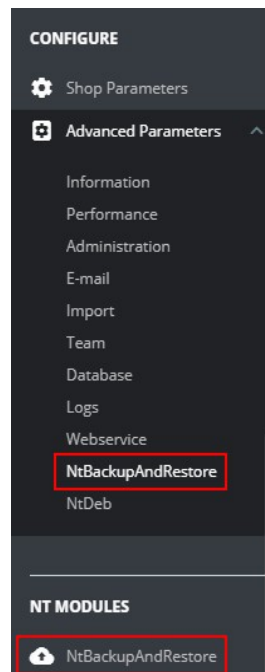 CONFIGURE
Shop Parameters
Advanced Parameters
Information
Performance
Administration
E-mail
Import
Team
Database
Logs
Webservice
NtBackupAndRestore
NtDeb
NT MODULES
NtBackupAndRestore